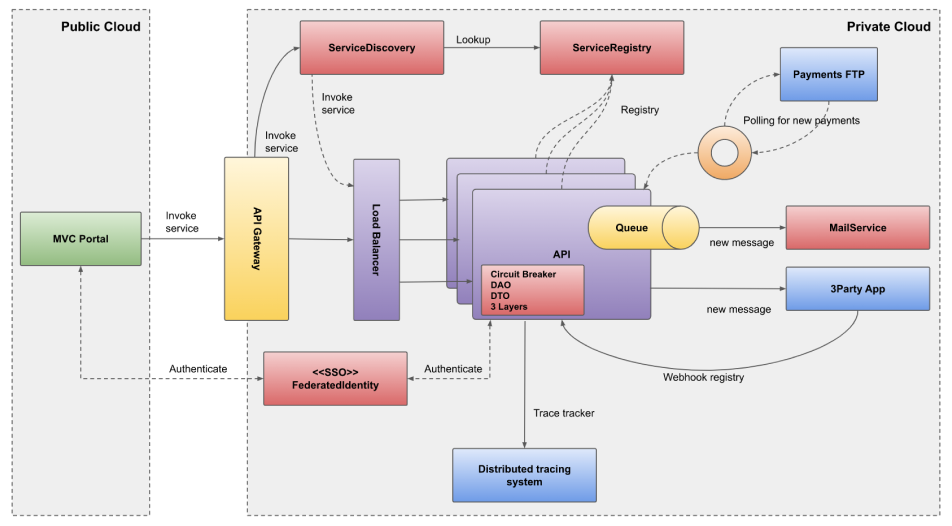 Public Cloud
Private Cloud
ServiceDiscovery
Lookup
ServiceRegistry
Payments FTP
Invoke
service
Registry
Polling for new payments
Invoke
service
MVC Portal
Invoke
service
API Gateway
Load Balancer
Queue
new message
MailService
API
Circuit Breaker
DAO
DTO
3 Layers
new message
3Party App
Authenticate
<<SSO>>
FederatedIdentity
Authenticate
Webhook registry
Trace tracker
Distributed tracing
system